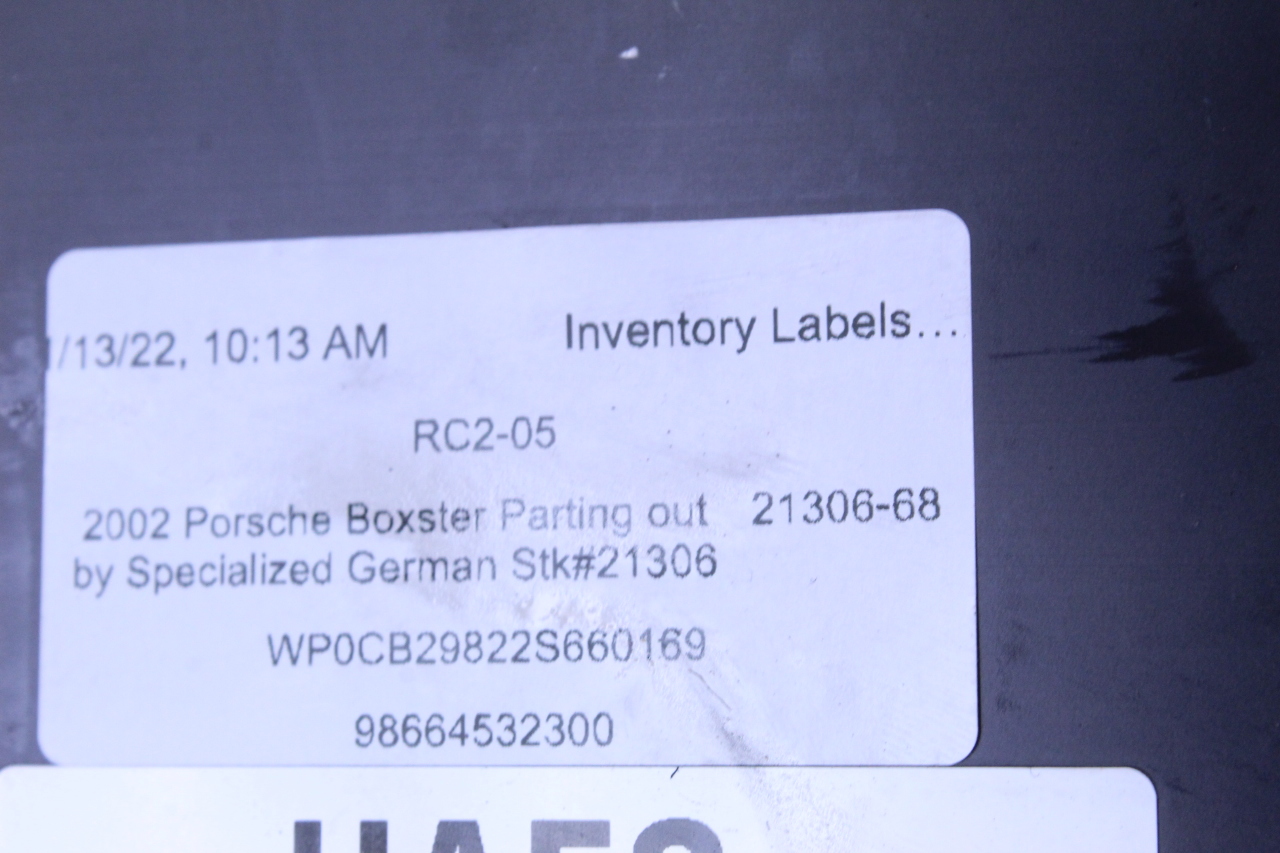 /13/22, 10:13 AM Inventory Labels...
RC2-05
2002 Porsche Boxster Parting out 21306-68
by Specialized German Stk#21306
WP0CB29822S660169
98664532300